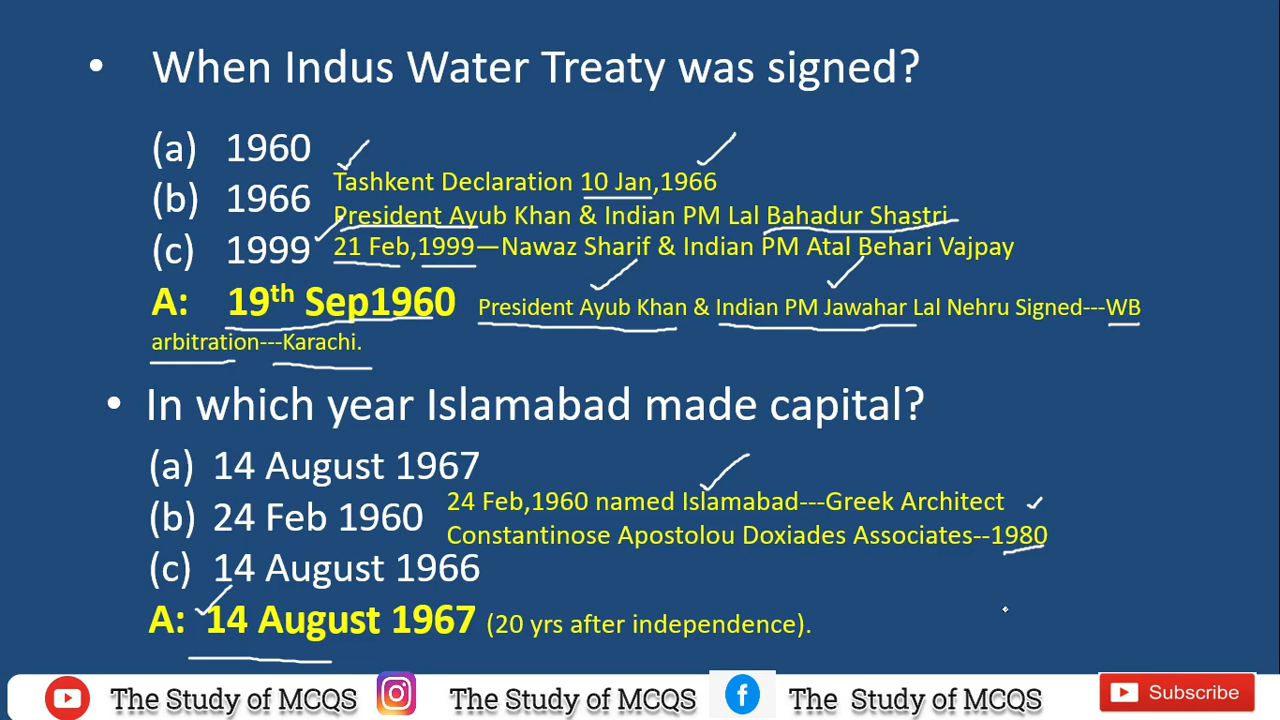 • When Indus Water Treaty was signed?
(a) 1960
Tashkent Declaration 10 Jan,1966
(b) 1966
President Ayub Khan & Indian PM Lal Bahadur Shastri
(c) 1999
21 Feb,1999—Nawaz Sharif & Indian PM Atal Behari Vajpay
A: 19th Sep1960 President Ayub Khan & Indian PM Jawahar Lal Nehru Signed---WB
arbitration---Karachi.
• In which year Islamabad made capital?
(a) 14 August 1967
24 Feb,1960 named Islamabad---Greek Architect
(b) 24 Feb 1960
Constantinose Apostolou Doxiades Associates--1980
(c) 14 August 1966
A: 14 August 1967 (20 yrs after independence).
The Study of MCQS The Study of MCQS f The Study of MCQS Subscribe